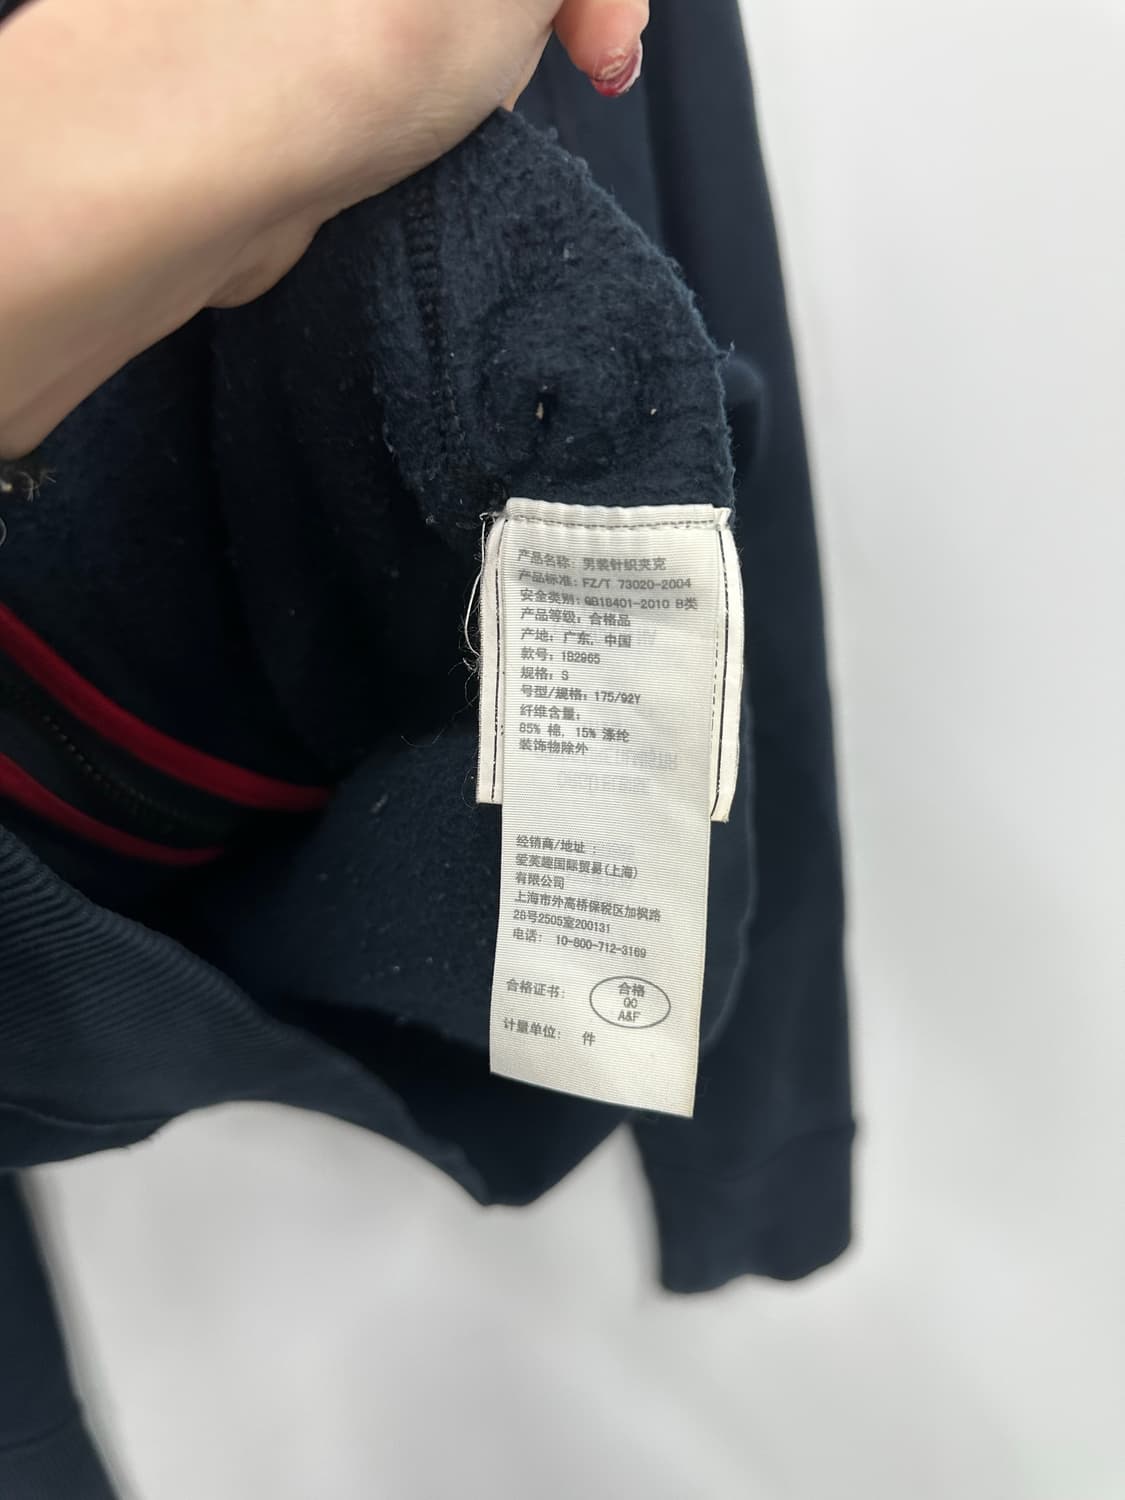 产品名称: 男装针织夹克
产品标准: FZ/T 73020-2004
安全类别: GB18401-2010 B类
产品等级: 合格品
产地: 广东, 中国
款号: 182965
规格: S
号型/规格: 175/92Y
纤维含量:
85% 棉, 15% 涤纶
装饰物除外
经销商/地址 :
爱芙趣国际贸易(上海)
有限公司
上海市外高桥保税区加枫路
26号2505室200131
电话: 10-800-712-3169
合格证书:
合格
QC
A&F
计量单位: 件